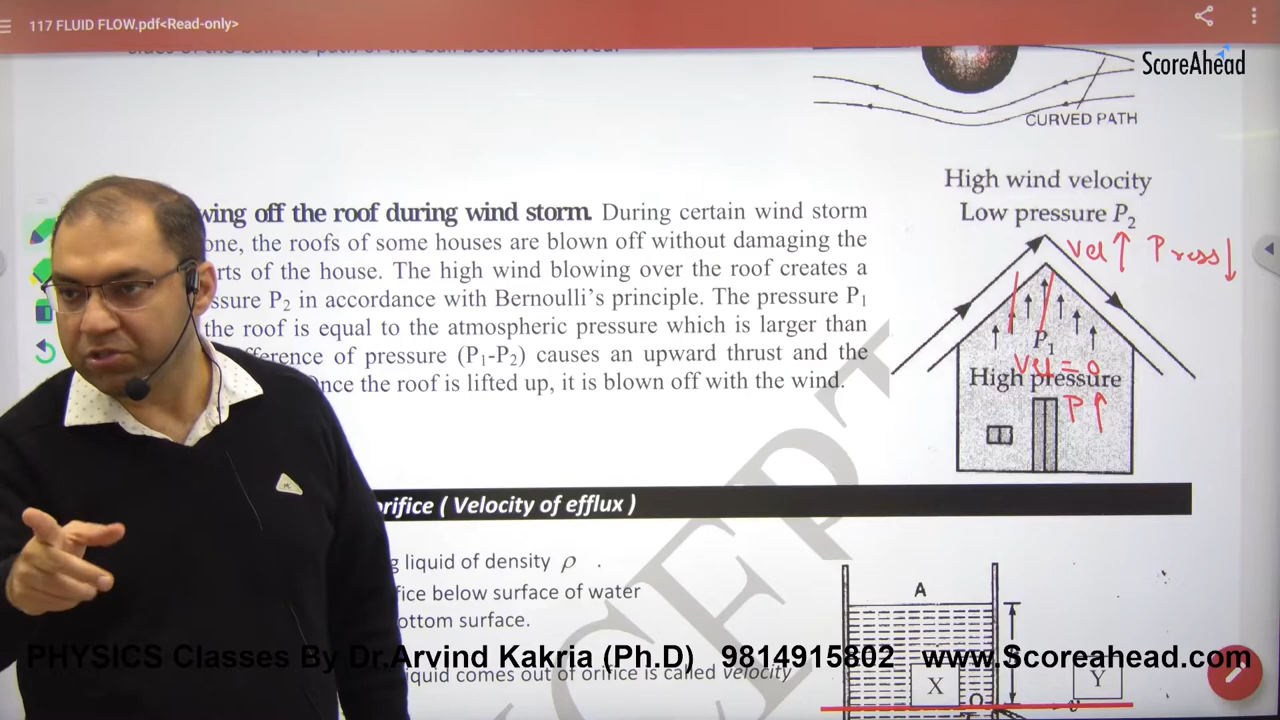 117 FLUID FLOW.pdf<Read-only>
ScoreAhead
CURVED PATH
High wind velocity
Low pressure P2
Vel ↑ Press ↓
wing off the roof during wind storm. During certain wind storm
one, the roofs of some houses are blown off without damaging the
rts of the house. The high wind blowing over the roof creates a
ssure P2 in accordance with Bernoulli's principle. The pressure P1
the roof is equal to the atmospheric pressure which is larger than
fference of pressure (P1-P2) causes an upward thrust and the
Once the roof is lifted up, it is blown off with the wind.
P1
Vel = 0
High pressure
P ↑
orifice ( Velocity of efflux )
g liquid of density ρ .
fice below surface of water
ottom surface.
A
PHYSICS Classes By Dr.Arvind Kakria (Ph.D) 9814915802 www.Scoreahead.com
iquid comes out of orifice is called velocity
X
O
Y
v